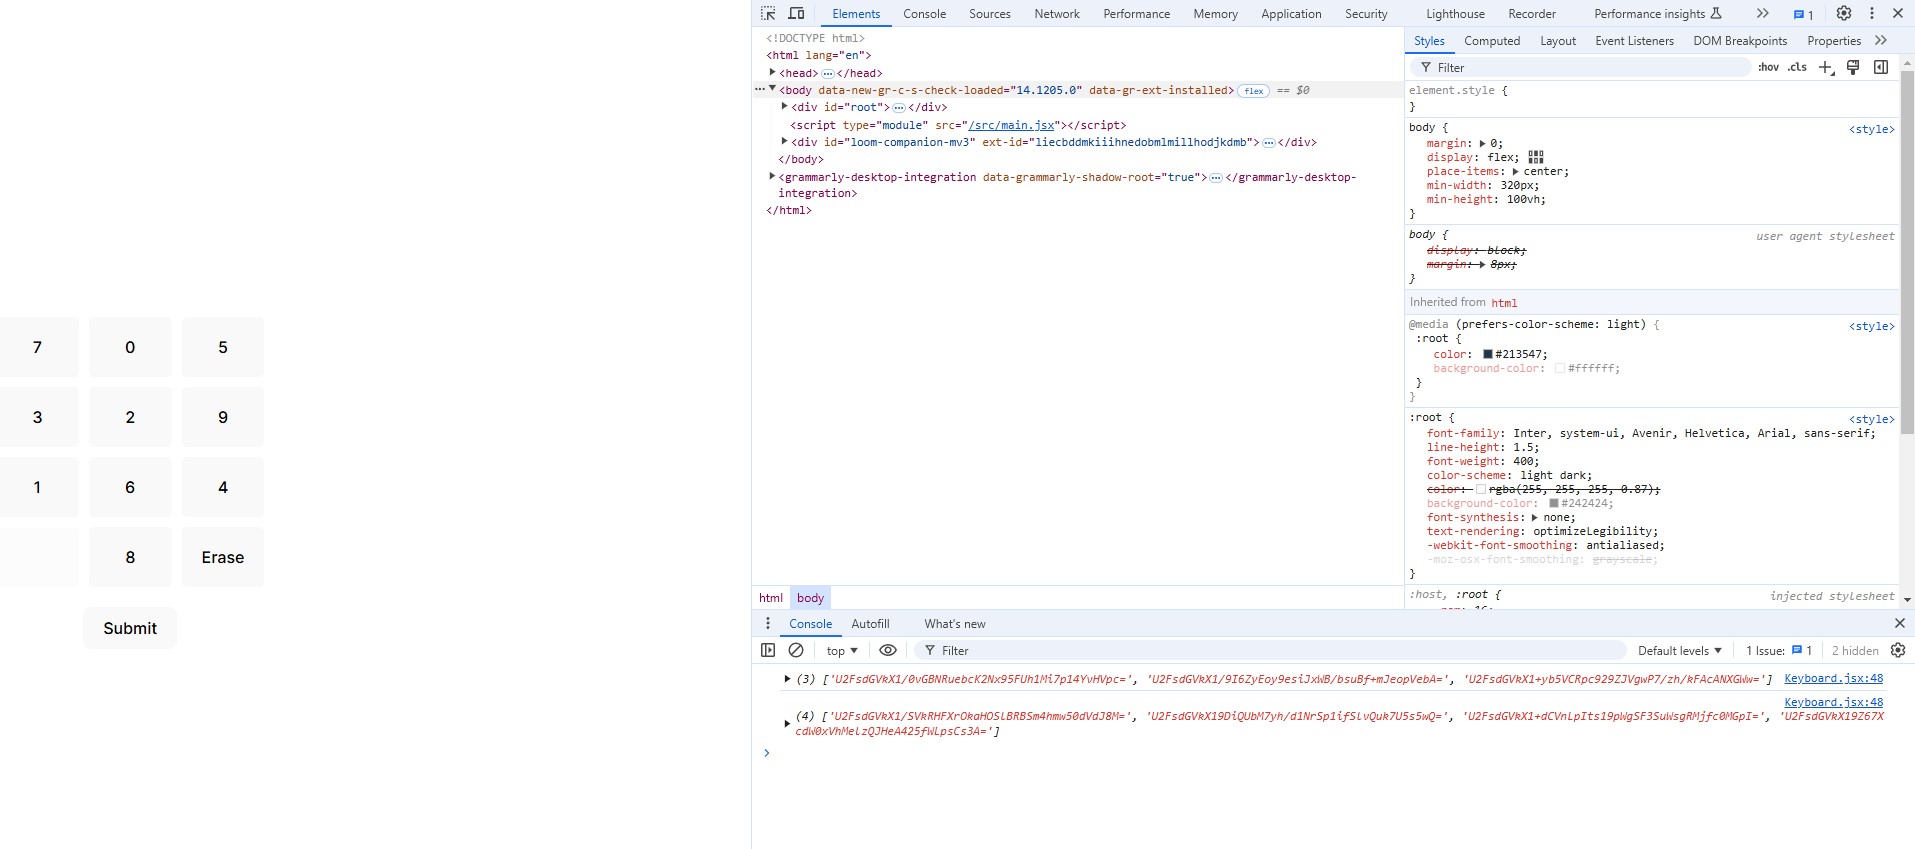 7 0 5
3 2 9
1 6 4
8 Erase
Submit
Elements Console Sources Network Performance Memory Application Security Lighthouse Recorder Performance insights 1
<!DOCTYPE html>
<html lang="en">
<head> </head>
<body data-new-gr-c-s-check-loaded="14.1205.0" data-gr-ext-installed> flex == $0
<div id="root"> </div>
<script type="module" src="/src/main.jsx"></script>
<div id="loom-companion-mv3" ext-id="liecbddmkiiihnedobmlmillhodjkdmb"> </div>
</body>
<grammarly-desktop-integration data-grammarly-shadow-root="true"> </grammarly-desktop-
integration>
</html>
html body
Styles Computed Layout Event Listeners DOM Breakpoints Properties
Filter :hov .cls
element.style {
}
body { <style>
margin: 0;
display: flex;
place-items: center;
min-width: 320px;
min-height: 100vh;
}
body { user agent stylesheet
display: block;
margin: 8px;
}
Inherited from html
@media (prefers-color-scheme: light) { <style>
:root {
color: #213547;
background-color: #ffffff;
}
}
:root { <style>
font-family: Inter, system-ui, Avenir, Helvetica, Arial, sans-serif;
line-height: 1.5;
font-weight: 400;
color-scheme: light dark;
color: rgba(255, 255, 255, 0.87);
background-color: #242424;
font-synthesis: none;
text-rendering: optimizeLegibility;
-webkit-font-smoothing: antialiased;
-moz-osx-font-smoothing: grayscale;
}
:host, :root { injected stylesheet
Console Autofill What's new
top Filter Default levels 1 Issue: 1 2 hidden
(3) ['U2FsdGVkX1/0vGBNRuebcK2Nx95FUh1Mi7p14YvHVpc=', 'U2FsdGVkX1/9I6ZyEoy9esiJxWB/bsuBf+mJeopVebA=', 'U2FsdGVkX1+yb5VCRpc929ZJVgwP7/zh/kFAcANXGWw='] Keyboard.jsx:48
Keyboard.jsx:48
(4) ['U2FsdGVkX1/SVkRHFXrOkaHOSlBRBSm4hmw50dVdJ8M=', 'U2FsdGVkX19DiQUbM7yh/d1NrSp1ifSlvQuk7U5s5wQ=', 'U2FsdGVkX1+dCVnLpIts19pWgSF3SuWsgRMjfc0MGpI=', 'U2FsdGVkX19Z67X
cdW0xVhMelzQJHeA425fWLpsCs3A=']